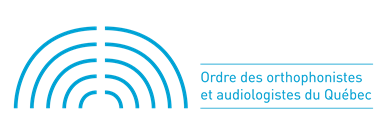 Ordre des orthophonistes
et audiologistes du Québec